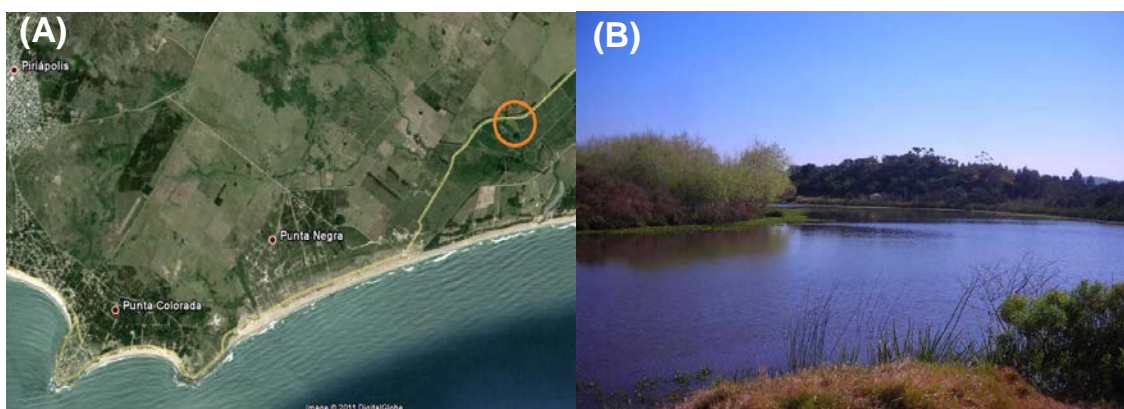 (A)
(B)
Piriápolis
Punta Negra
Punta Colorada
Image © 2011 DigitalGlobe